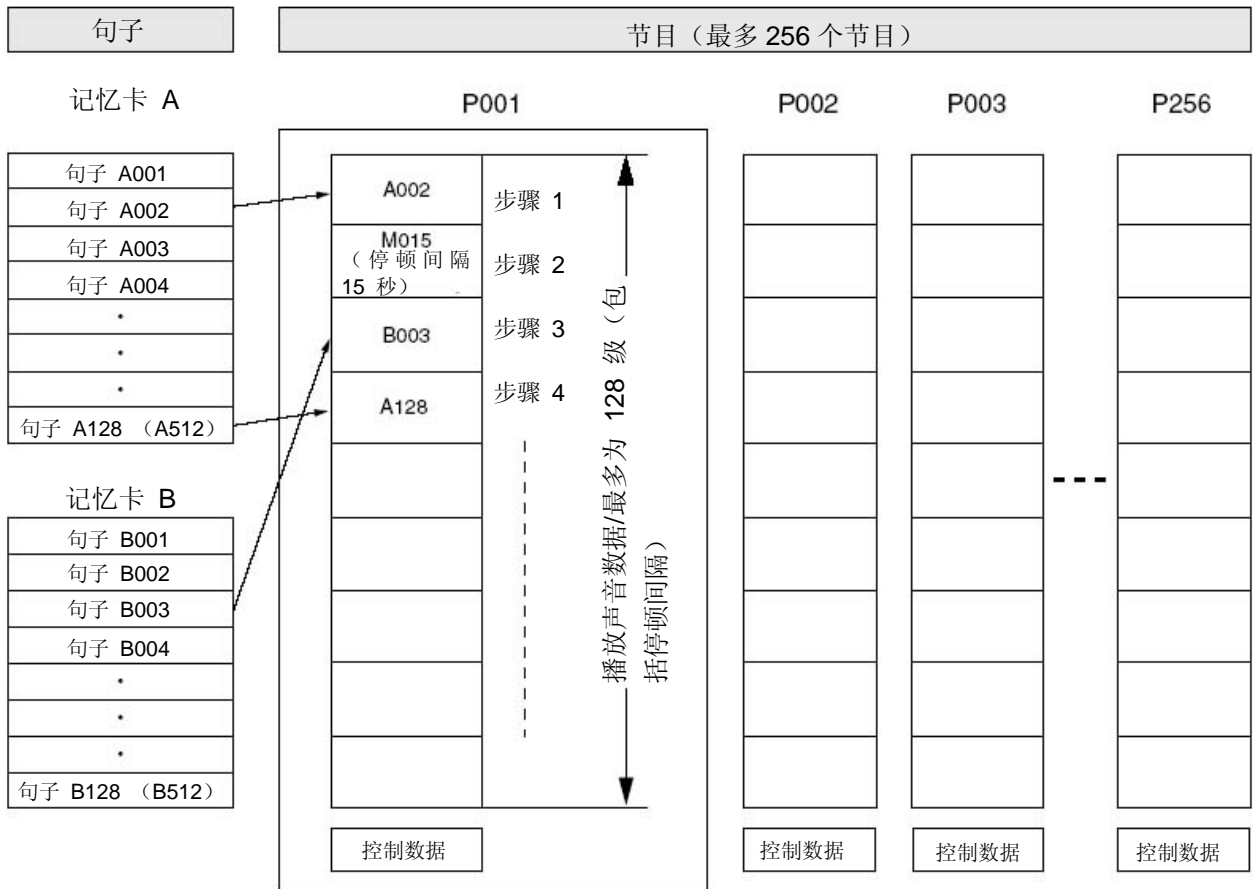 句子
节目（最多 256 个节目）
记忆卡 A
句子 A001
句子 A002
句子 A003
句子 A004
句子 A128 （A512）
记忆卡 B
句子 B001
句子 B002
句子 B003
句子 B004
句子 B128 （B512）
P001
A002
步骤 1
M015
（停顿间隔
15 秒）
步骤 2
B003
步骤 3
A128
步骤 4
播放声音数据/最多为 128 级（包
括停顿间隔）
控制数据
P002
控制数据
P003
控制数据
P256
控制数据